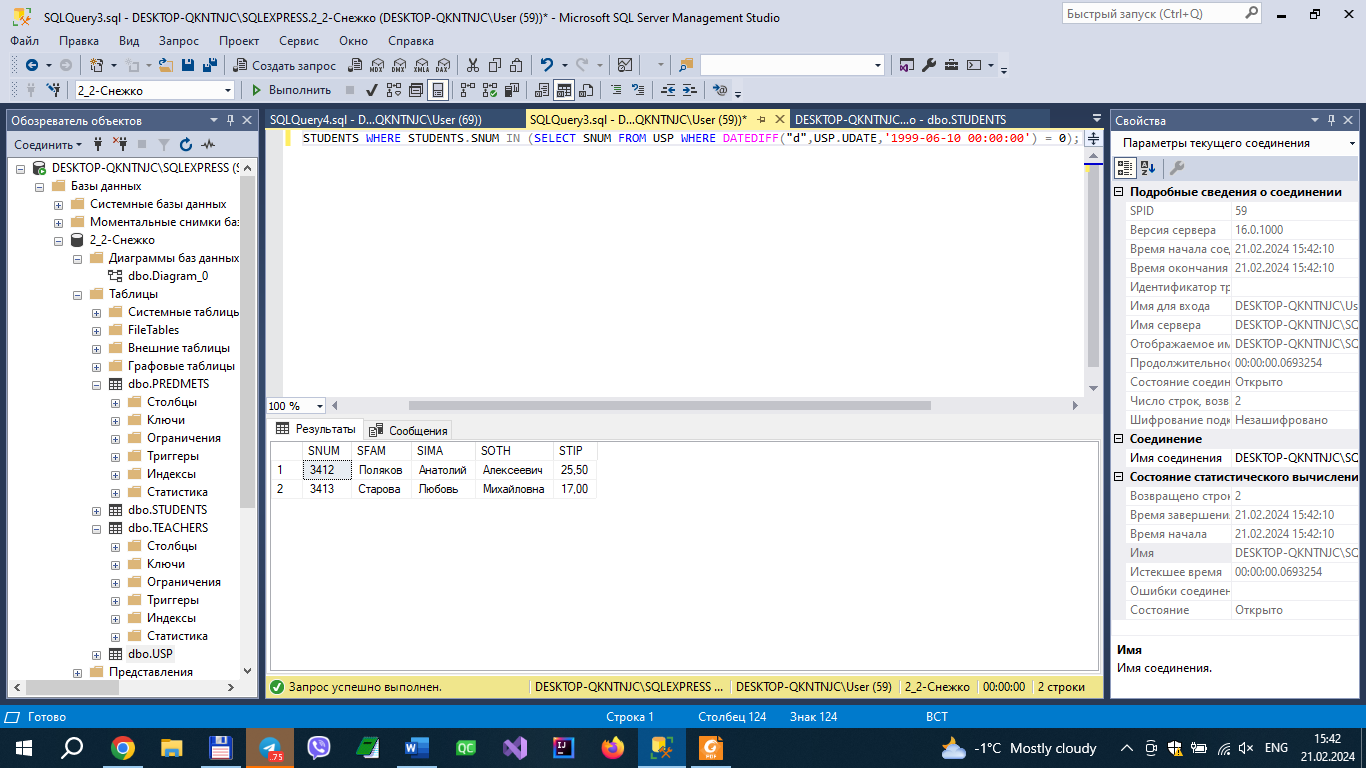 SQLQuery3.sql - DESKTOP-QKNTNJC\SQLEXPRESS.2_2-Снежко (DESKTOP-QKNTNJC\User (59))* - Microsoft SQL Server Management Studio
Быстрый запуск (Ctrl+Q)
Файл Правка Вид Запрос Проект Сервис Окно Справка
Создать запрос MDX DMX XMLA DAX
2_2-Снежко Выполнить
Обозреватель объектов
Соединить
DESKTOP-QKNTNJC\SQLEXPRESS (S
Базы данных
Системные базы данных
Моментальные снимки баз
2_2-Снежко
Диаграммы баз данных
dbo.Diagram_0
Таблицы
Системные таблицы
FileTables
Внешние таблицы
Графовые таблицы
dbo.PREDMETS
Столбцы
Ключи
Ограничения
Триггеры
Индексы
Статистика
dbo.STUDENTS
dbo.TEACHERS
Столбцы
Ключи
Ограничения
Триггеры
Индексы
Статистика
dbo.USP
Представления
SQLQuery4.sql - D...QKNTNJC\User (69)) SQLQuery3.sql - D...QKNTNJC\User (59))* DESKTOP-QKNTNJC...o - dbo.STUDENTS
STUDENTS WHERE STUDENTS.SNUM IN (SELECT SNUM FROM USP WHERE DATEDIFF("d",USP.UDATE,'1999-06-10 00:00:00') = 0);
100 %
Результаты Сообщения
SNUM SFAM SIMA SOTH STIP
1 3412 Поляков Анатолий Алексеевич 25,50
2 3413 Старова Любовь Михайловна 17,00
Запрос успешно выполнен. DESKTOP-QKNTNJC\SQLEXPRESS ... DESKTOP-QKNTNJC\User (59) 2_2-Снежко 00:00:00 2 строки
Свойства
Параметры текущего соединения
Подробные сведения о соединении
SPID 59
Версия сервера 16.0.1000
Время начала сое, 21.02.2024 15:42:10
Время окончания 21.02.2024 15:42:10
Идентификатор тр
Имя для входа DESKTOP-QKNTNJC\Us
Имя сервера DESKTOP-QKNTNJC\SQ
Отображаемое им DESKTOP-QKNTNJC\SQ
Продолжительнос 00:00:00.0693254
Состояние соедин Открыто
Число строк, возв 2
Шифрование подк Незашифровано
Соединение
Имя соединения DESKTOP-QKNTNJC\SQ
Состояние статистического вычислени
Возвращено строк 2
Время завершени 21.02.2024 15:42:10
Время начала 21.02.2024 15:42:10
Имя DESKTOP-QKNTNJC\SQ
Истекшее время 00:00:00.0693254
Ошибки соединен
Состояние Открыто
Имя
Имя соединения.
Готово Строка 1 Столбец 124 Знак 124 ВСТ
75 W QC IJ PDF -1°C Mostly cloudy ENG 15:42
21.02.2024